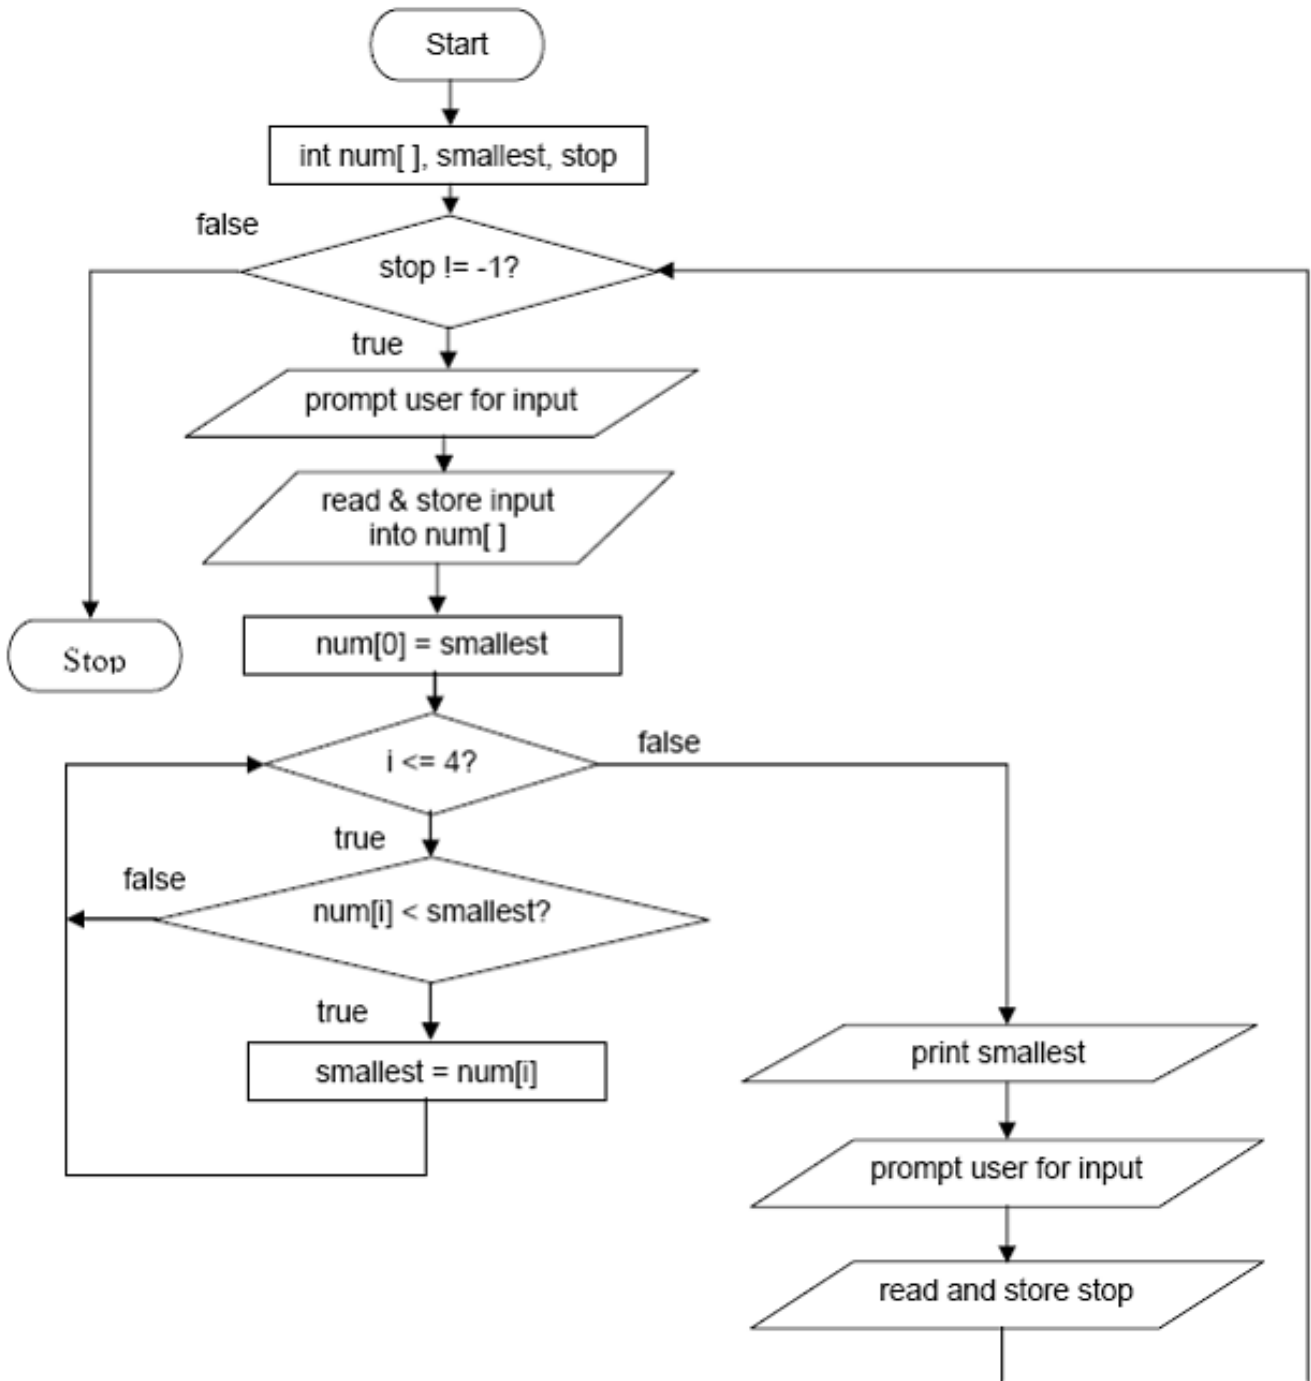 Start
int num[ ], smallest, stop
false
stop != -1?
true
prompt user for input
read & store input
into num[ ]
Stop
num[0] = smallest
i <= 4?
false
true
false
num[i] < smallest?
true
smallest = num[i]
print smallest
prompt user for input
read and store stop